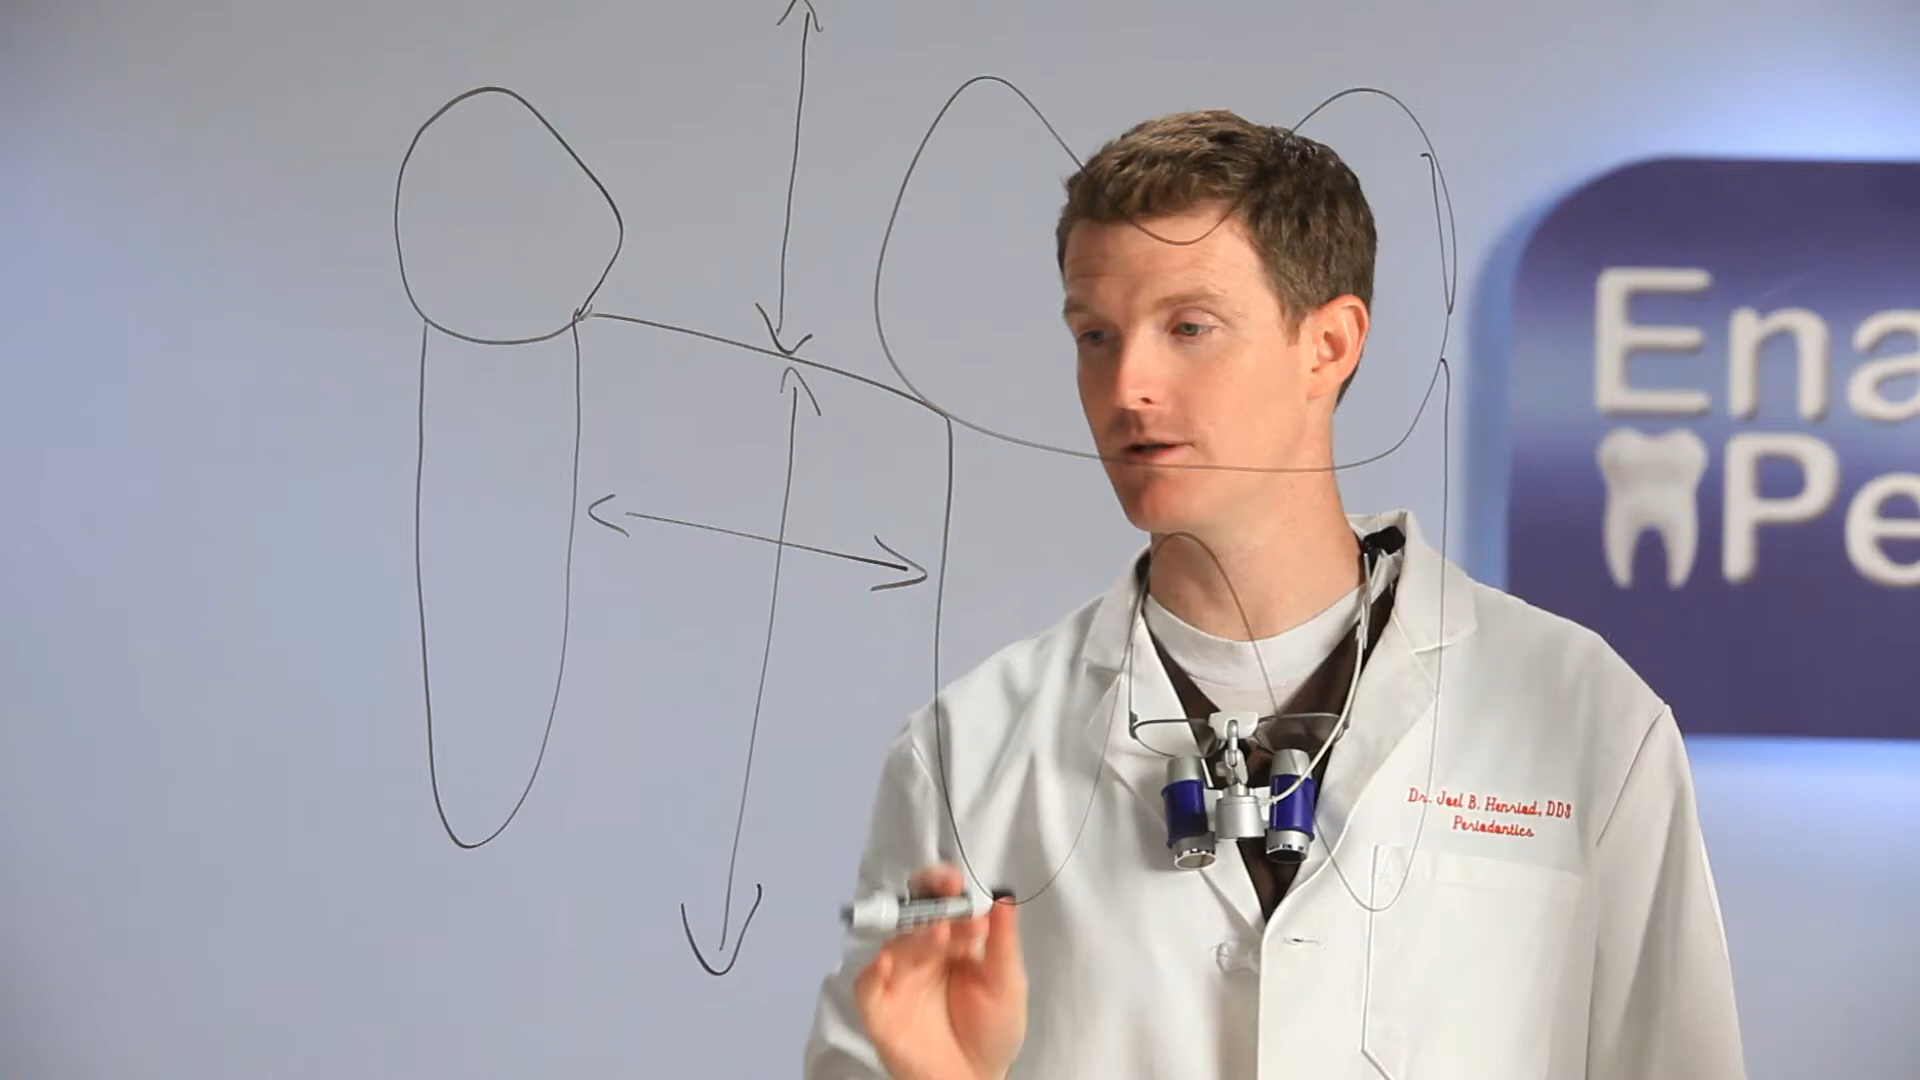 Ena
Pe
Dr. Joel B. Henriod, DDS
Periodontics